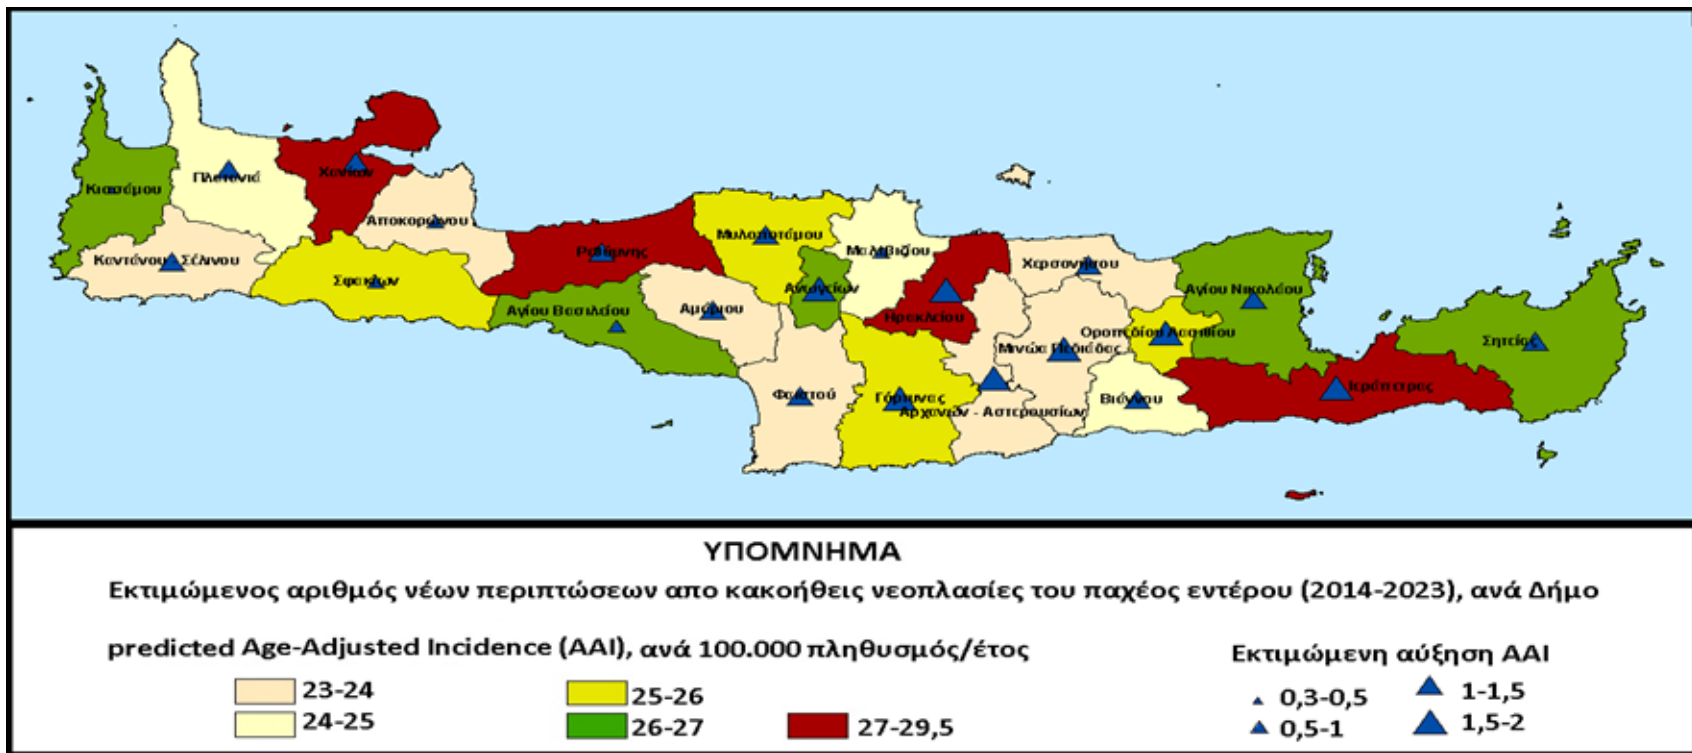 Κισσάμου
Πλατανιά
Χανίων
Αποκορώνου
Καντάνου - Σέλινου
Σφακίων
Ρεθύμνης
Αγίου Βασιλείου
Μυλοποτάμου
Ανωγείων
Αμαρίου
Μαλεβιζίου
Ηρακλείου
Χερσονήσου
Μινώα Πεδιάδας
Οροπεδίου Λασιθίου
Αγίου Νικολάου
Σητείας
Ιεράπετρας
Βιάννου
Φαιστού
Γόρτυνας
Αρχανών - Αστερουσίων
ΥΠΟΜΝΗΜΑ
Εκτιμώμενος αριθμός νέων περιπτώσεων απο κακοήθεις νεοπλασίες του παχέος εντέρου (2014-2023), ανά Δήμο
predicted Age-Adjusted Incidence (AAI), ανά 100.000 πληθυσμός/έτος
23-24
24-25
25-26
26-27
27-29,5
Εκτιμώμενη αύξηση ΑΑΙ
0,3-0,5
0,5-1
1-1,5
1,5-2